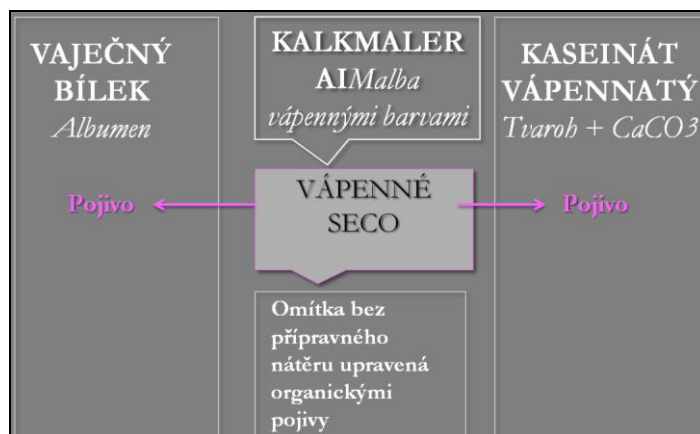 VAJEČNÝ
BÍLEK
Albumen
Pojivo
KALKMALER
AIMalba
vápennými barvami
VÁPENNÉ
SECO
Omítka bez
přípravného
nátěru upravená
organickými
pojivy
KASEINÁT
VÁPENNATÝ
Tvaroh + CaCO3
Pojivo